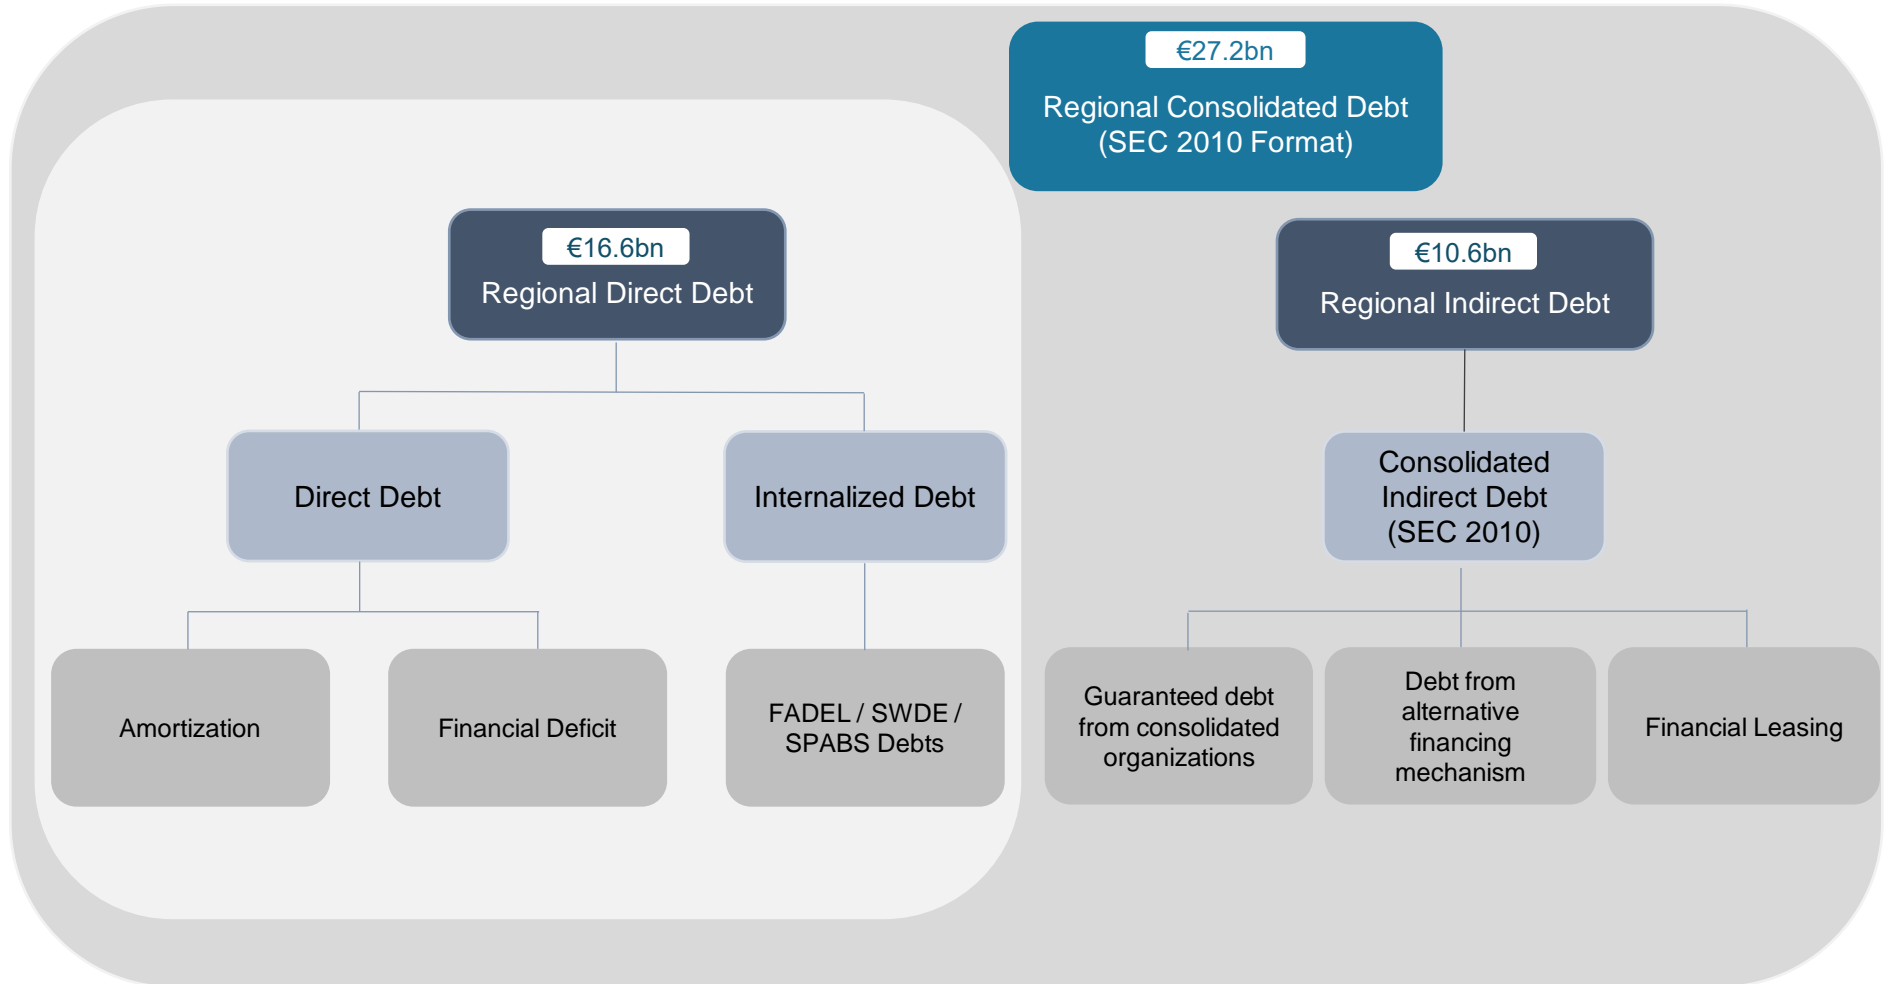 €27.2bn
Regional Consolidated Debt
(SEC 2010 Format)
€16.6bn
Regional Direct Debt
€10.6bn
Regional Indirect Debt
Direct Debt
Internalized Debt
Consolidated
Indirect Debt
(SEC 2010)
Amortization
Financial Deficit
FADEL / SWDE /
SPABS Debts
Guaranteed debt
from consolidated
organizations
Debt from
alternative
financing
mechanism
Financial Leasing